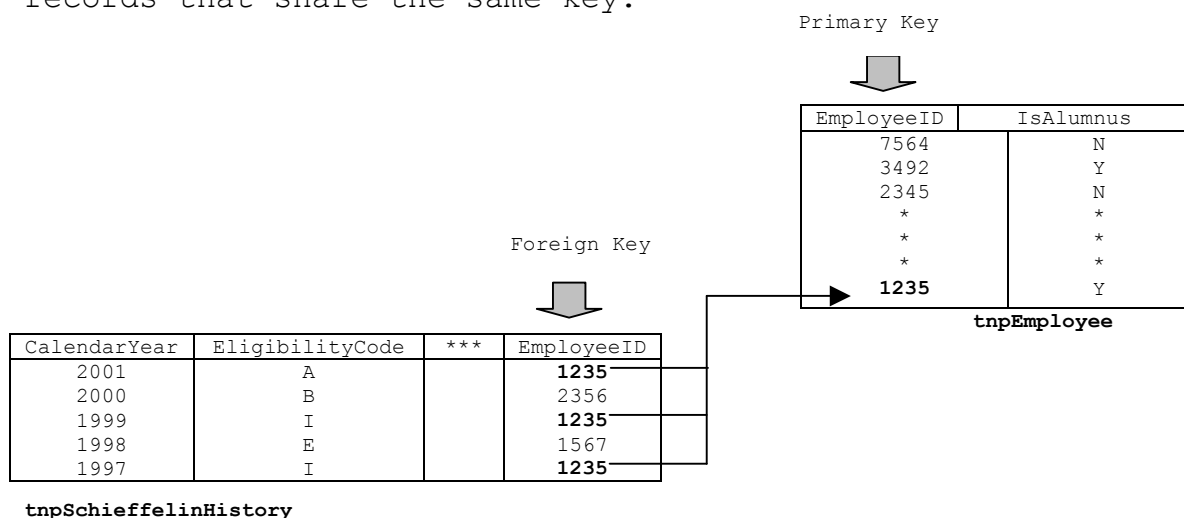 records that share the same key.
Primary Key
EmployeeID IsAlumnus
7564 N
3492 Y
2345 N
* *
* *
* *
1235 Y
tnpEmployee
Foreign Key
CalendarYear EligibilityCode *** EmployeeID
2001 A 1235
2000 B 2356
1999 I 1235
1998 E 1567
1997 I 1235
tnpSchieffelinHistory